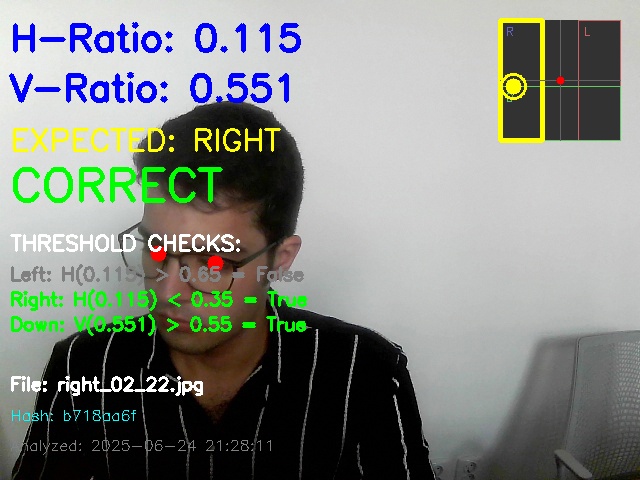 H-Ratio: 0.115
V-Ratio: 0.551
EXPECTED: RIGHT
CORRECT
THRESHOLD CHECKS:
Left: H(0.115) > 0.65 = False
Right: H(0.115) < 0.35 = True
Down: V(0.551) > 0.55 = True
File: right_02_22.jpg
Hash: b718aa6f
Analyzed: 2025-06-24 21:28:11
R
L